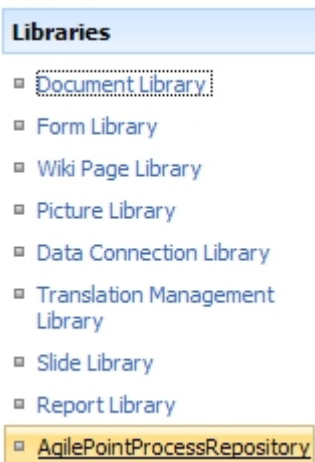 Libraries
Document Library
Form Library
Wiki Page Library
Picture Library
Data Connection Library
Translation Management
Library
Slide Library
Report Library
AgilePointProcessRepository